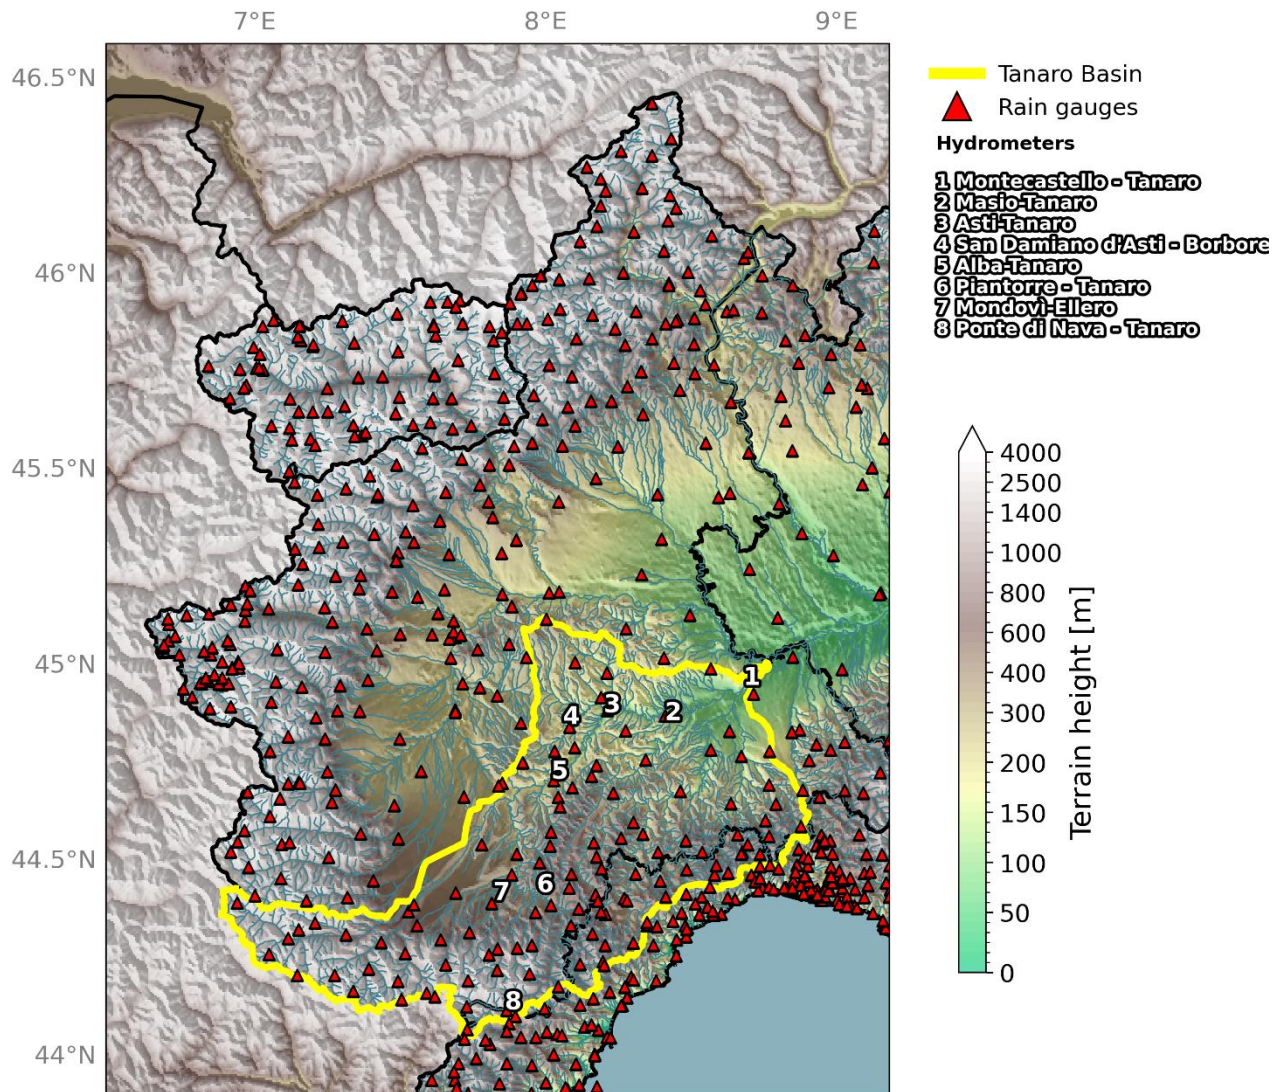 7°E 8°E 9°E
46.5°N
46°N
45.5°N
45°N
44.5°N
44°N
1
2
3
4
5
6
7
8
Tanaro Basin
Rain gauges
Hydrometers
1 Montecastello - Tanaro
2 Masio-Tanaro
3 Asti-Tanaro
4 San Damiano d'Asti - Borbore
5 Alba-Tanaro
6 Piantorre - Tanaro
7 Mondovì-Ellero
8 Ponte di Nava - Tanaro
4000
2500
1400
1000
800
600
400
300
200
150
100
50
0
Terrain height [m]